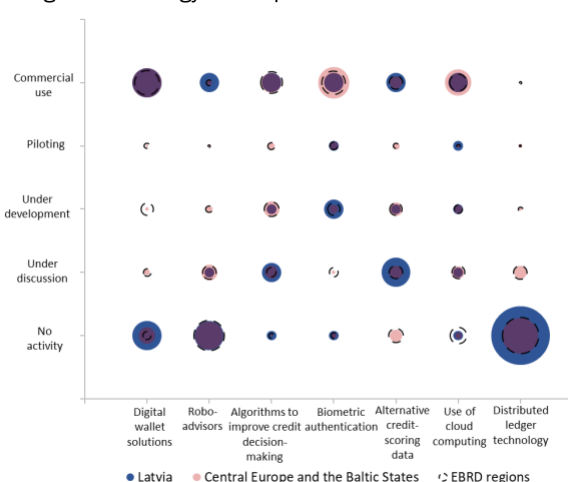 Commercial
use
Piloting
Under
development
Under
discussion
No
activity
Digital
wallet
solutions
Robo-
advisors
Algorithms to
improve credit
decision-
making
Biometric
authentication
Alternative
credit-
scoring
data
Use of
cloud
computing
Distributed
ledger
technology
Latvia
Central Europe and the Baltic States
EBRD regions